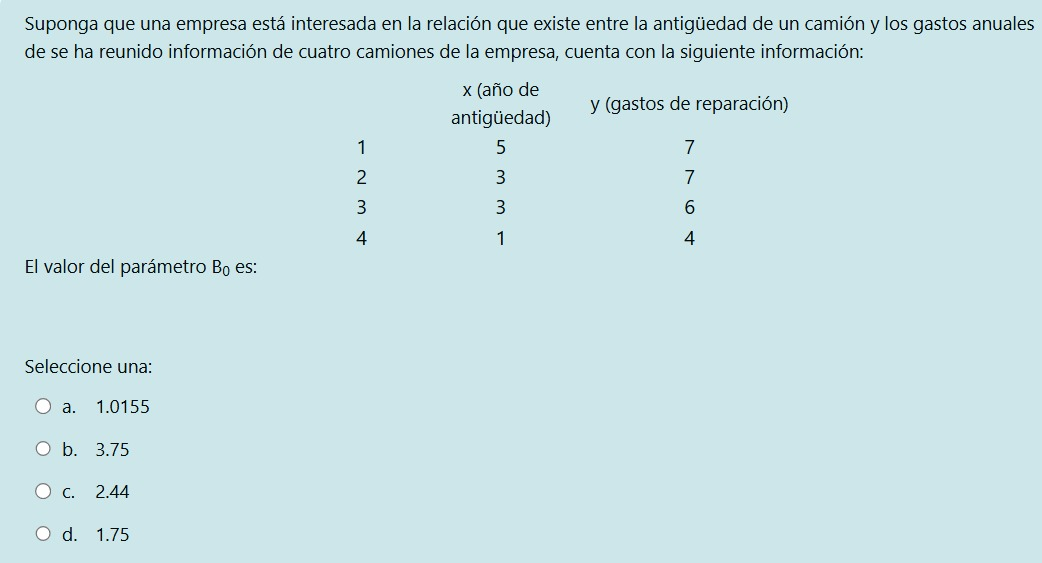 Suponga que una empresa está interesada en la relación que existe entre la antigüedad de un camión y los gastos anuales
de se ha reunido información de cuatro camiones de la empresa, cuenta con la siguiente información:
x (año de
antigüedad) y (gastos de reparación)
1 5 7
2 3 7
3 3 6
4 1 4
El valor del parámetro B₀ es:
Seleccione una:
a. 1.0155
b. 3.75
c. 2.44
d. 1.75